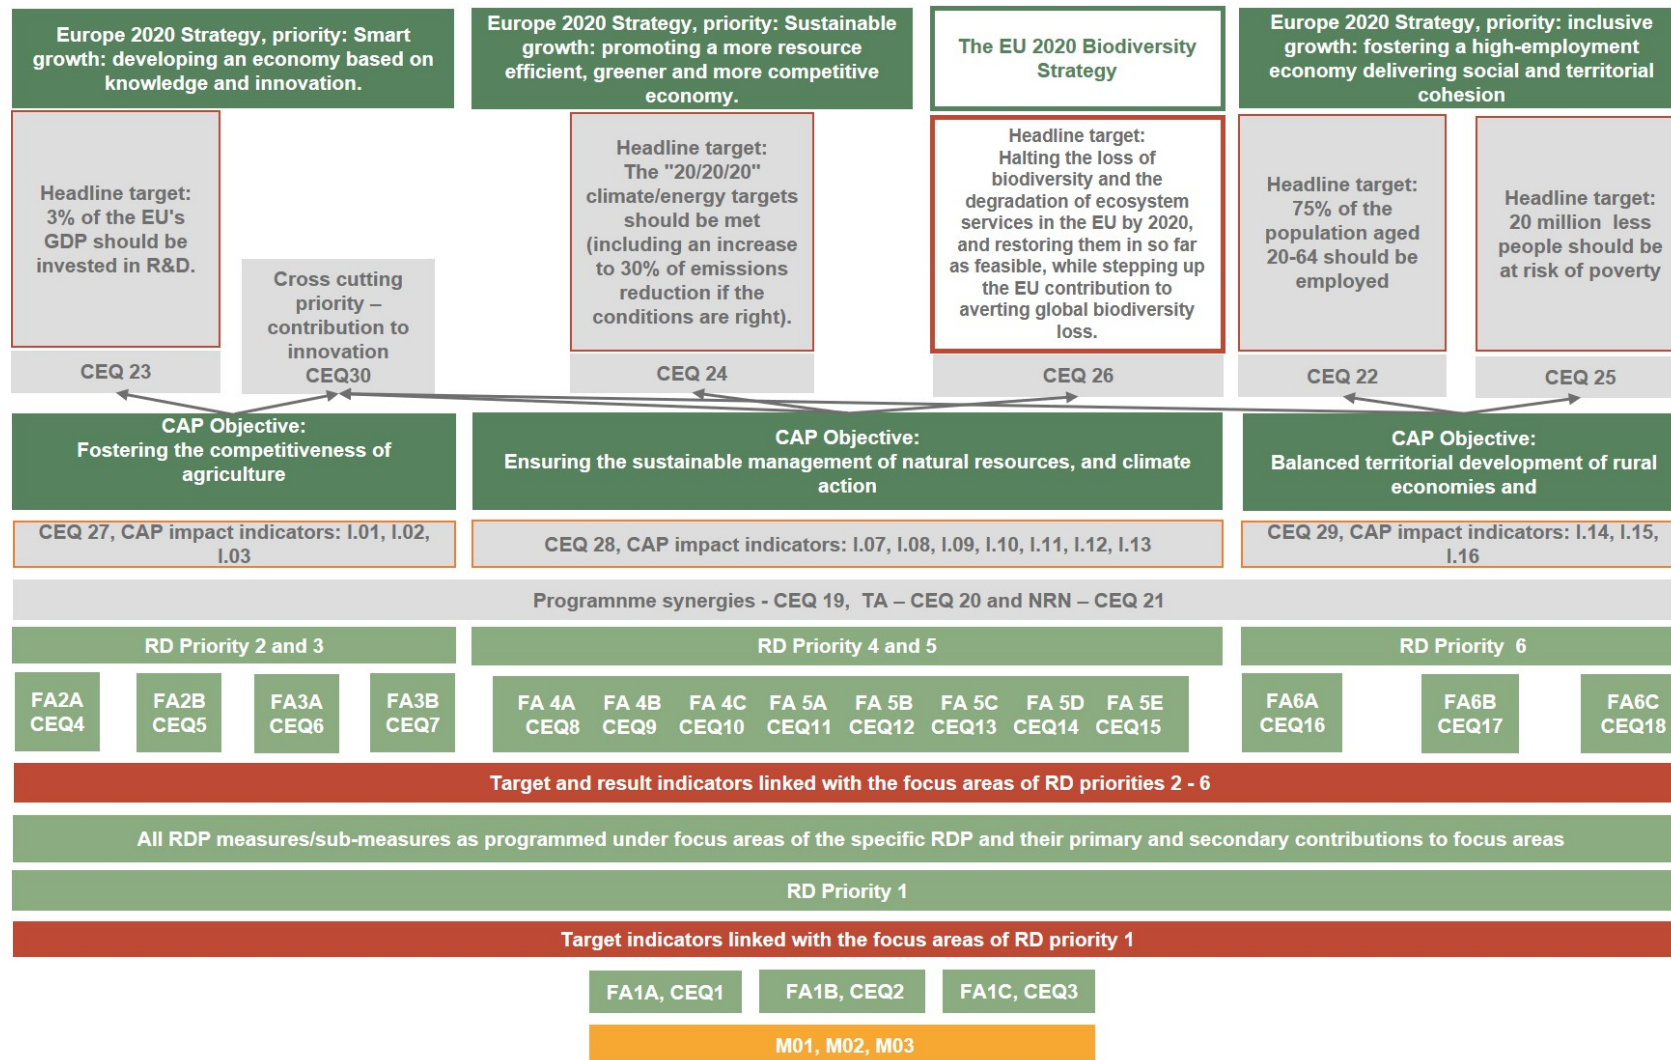 Europe 2020 Strategy, priority: Smart
growth: developing an economy based on
knowledge and innovation.
Europe 2020 Strategy, priority: Sustainable
growth: promoting a more resource
efficient, greener and more competitive
economy.
The EU 2020 Biodiversity
Strategy
Europe 2020 Strategy, priority: inclusive
growth: fostering a high-employment
economy delivering social and territorial
cohesion
Headline target:
3% of the EU's
GDP should be
invested in R&D.
CEQ 23
Cross cutting
priority –
contribution to
innovation
CEQ30
Headline target:
The "20/20/20"
climate/energy targets
should be met
(including an increase
to 30% of emissions
reduction if the
conditions are right).
CEQ 24
Headline target:
Halting the loss of
biodiversity and the
degradation of ecosystem
services in the EU by 2020,
and restoring them in so far
as feasible, while stepping up
the EU contribution to
averting global biodiversity
loss.
CEQ 26
Headline target:
75% of the
population aged
20-64 should be
employed
CEQ 22
Headline target:
20 million less
people should be
at risk of poverty
CEQ 25
CAP Objective:
Fostering the competitiveness of
agriculture
CAP Objective:
Ensuring the sustainable management of natural resources, and climate
action
CAP Objective:
Balanced territorial development of rural
economies and
CEQ 27, CAP impact indicators: I.01, I.02,
I.03
CEQ 28, CAP impact indicators: I.07, I.08, I.09, I.10, I.11, I.12, I.13
CEQ 29, CAP impact indicators: I.14, I.15,
I.16
Programnme synergies - CEQ 19, TA – CEQ 20 and NRN – CEQ 21
RD Priority 2 and 3
RD Priority 4 and 5
RD Priority 6
FA2A
CEQ4
FA2B
CEQ5
FA3A
CEQ6
FA3B
CEQ7
FA 4A FA 4B FA 4C FA 5A FA 5B FA 5C FA 5D FA 5E
CEQ8 CEQ9 CEQ10 CEQ11 CEQ12 CEQ13 CEQ14 CEQ15
FA6A
CEQ16
FA6B
CEQ17
FA6C
CEQ18
Target and result indicators linked with the focus areas of RD priorities 2 - 6
All RDP measures/sub-measures as programmed under focus areas of the specific RDP and their primary and secondary contributions to focus areas
RD Priority 1
Target indicators linked with the focus areas of RD priority 1
FA1A, CEQ1
FA1B, CEQ2
FA1C, CEQ3
M01, M02, M03